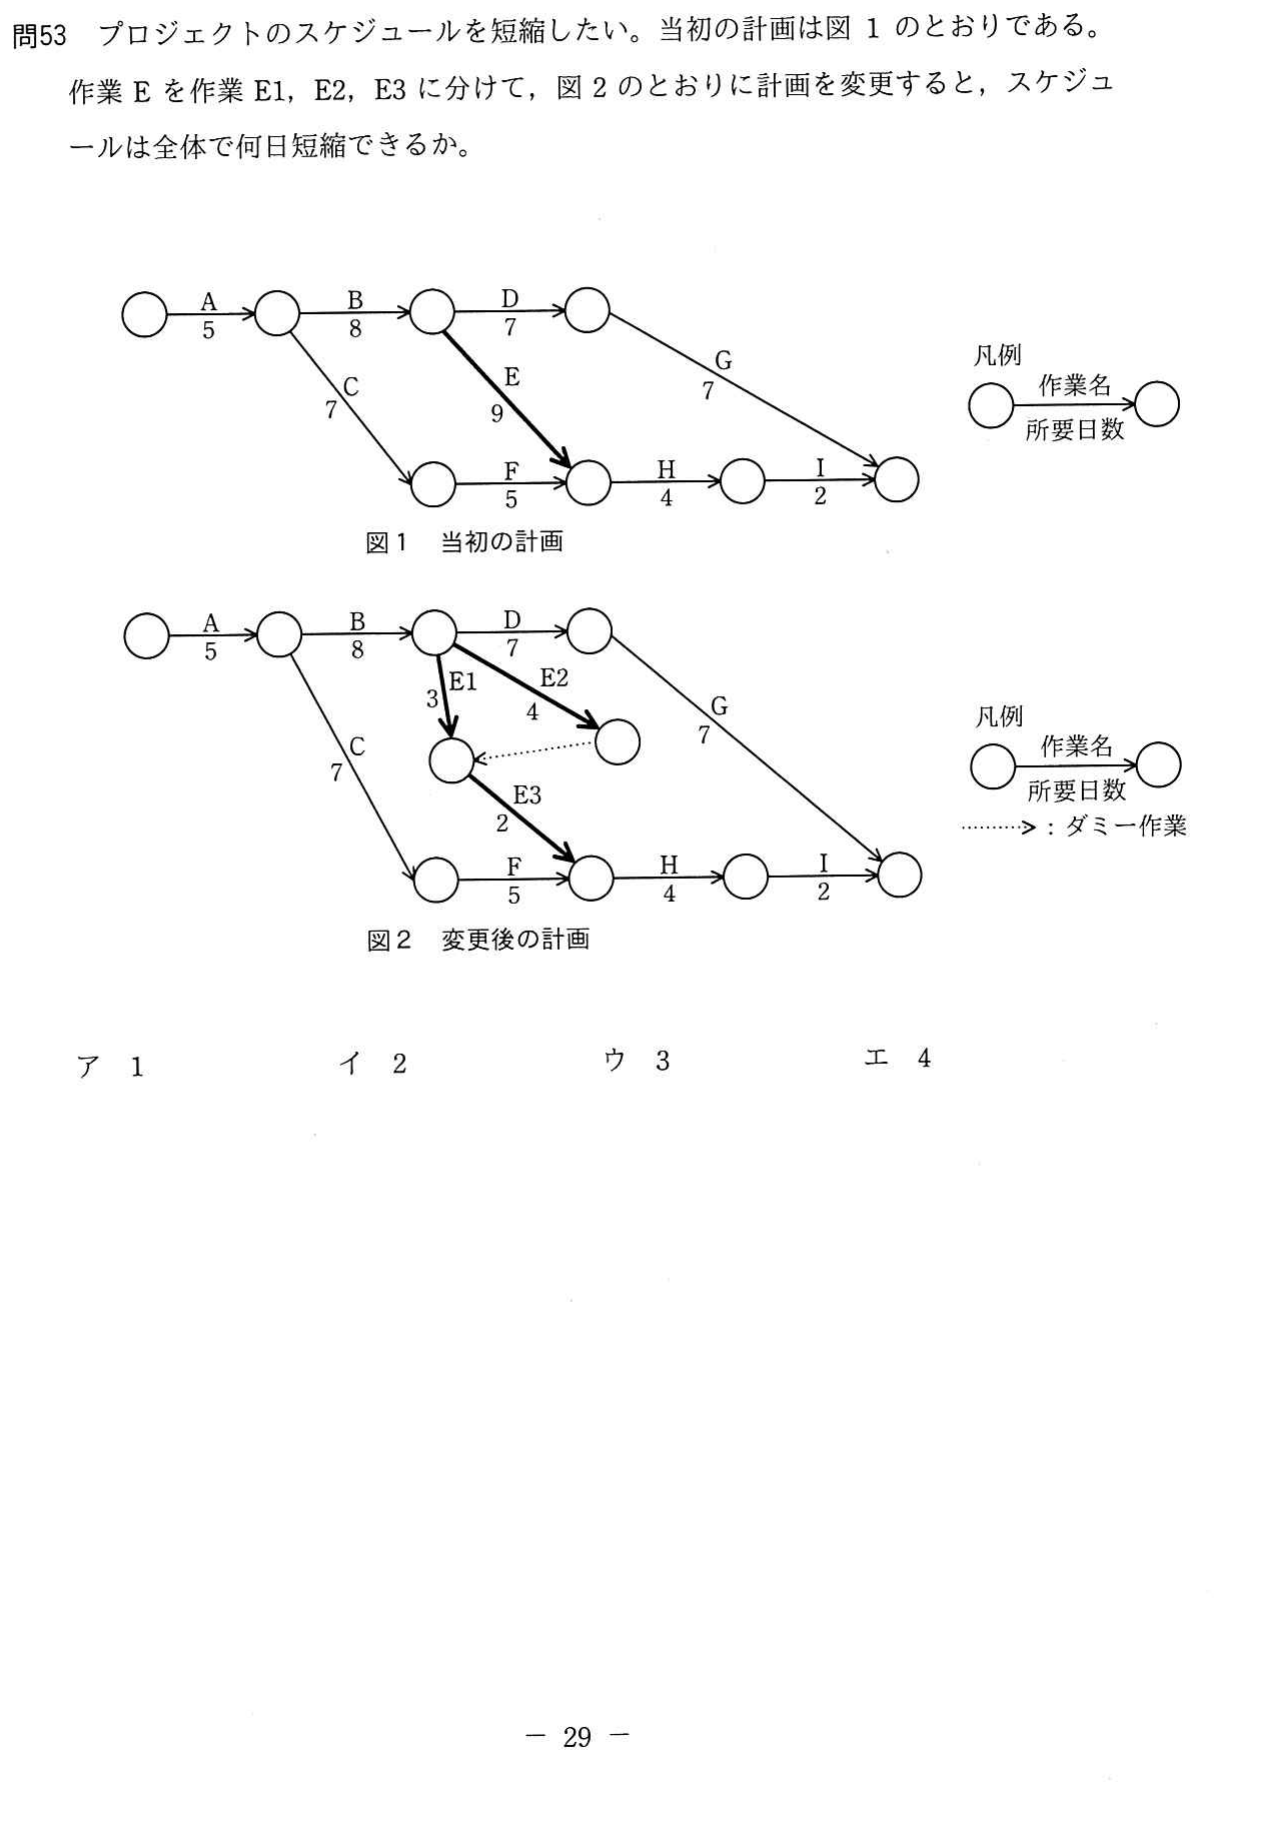 問53 プロジェクトのスケジュールを短縮したい。当初の計画は図 1 のとおりである。
作業 E を作業 E1，E2，E3 に分けて，図 2 のとおりに計画を変更すると，スケジュ
ールは全体で何日短縮できるか。
A
5
B
8
D
7
C
7
E
9
G
7
F
5
H
4
I
2
凡例
作業名
所要日数
図1 当初の計画
A
5
B
8
D
7
E1
3
E2
4
C
7
G
7
E3
2
F
5
H
4
I
2
凡例
作業名
所要日数
：ダミー作業
図2 変更後の計画
ア 1 イ 2 ウ 3 エ 4
－ 29 －